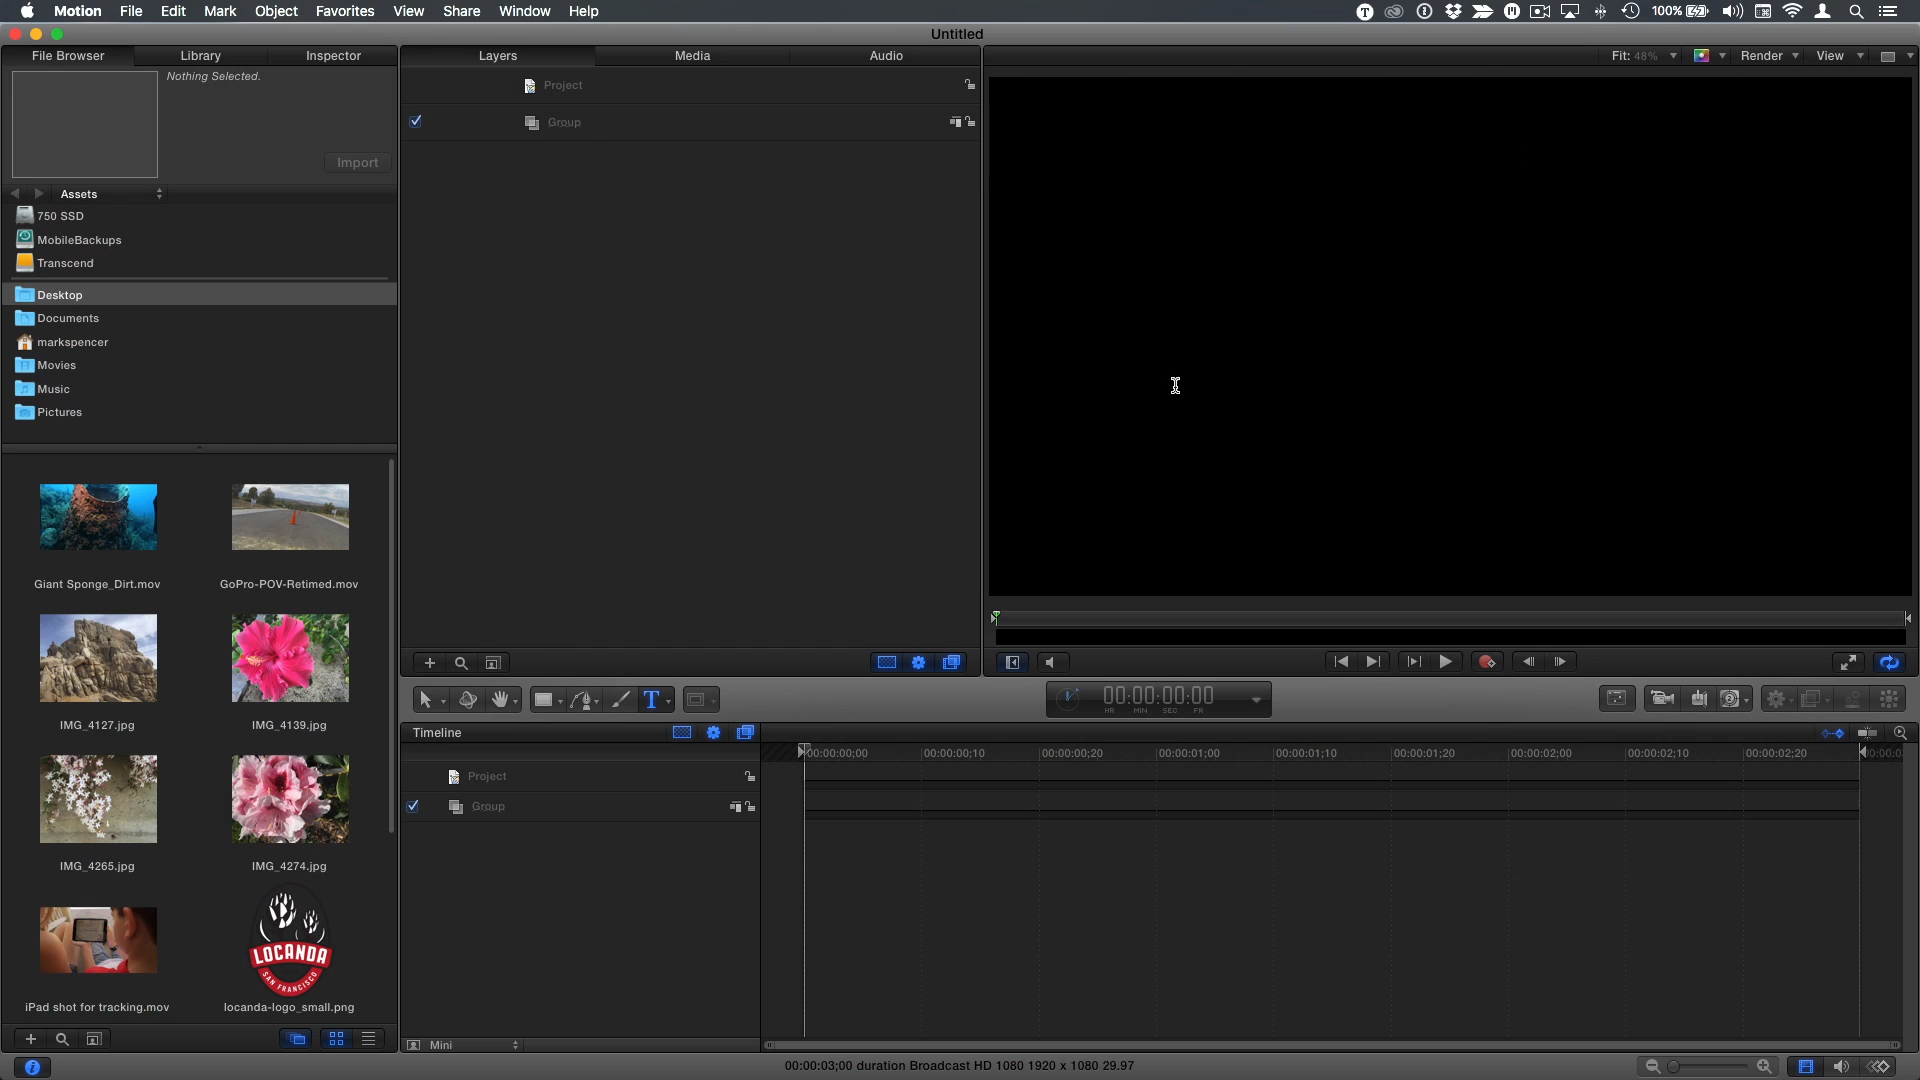 Motion File Edit Mark Object Favorites View Share Window Help 100%
Untitled
File Browser Library Inspector Layers Media Audio Fit: 48% Render View
Nothing Selected.
Project
Group
Import
Assets
750 SSD
MobileBackups
Transcend
Desktop
Documents
markspencer
Movies
Music
Pictures
Giant Sponge_Dirt.mov GoPro-POV-Retimed.mov
IMG_4127.jpg IMG_4139.jpg
IMG_4265.jpg IMG_4274.jpg
LOCANDA
SAN FRANCISCO
iPad shot for tracking.mov locanda-logo_small.png
T 00:00:00:00
HR MIN SEC FR
Timeline
00:00:00;00 00:00:00;10 00:00:00;20 00:00:01;00 00:00:01;10 00:00:01;20 00:00:02;00 00:00:02;10 00:00:02;20 00:00:0
Project
Group
Mini
00:00:03;00 duration Broadcast HD 1080 1920 x 1080 29.97